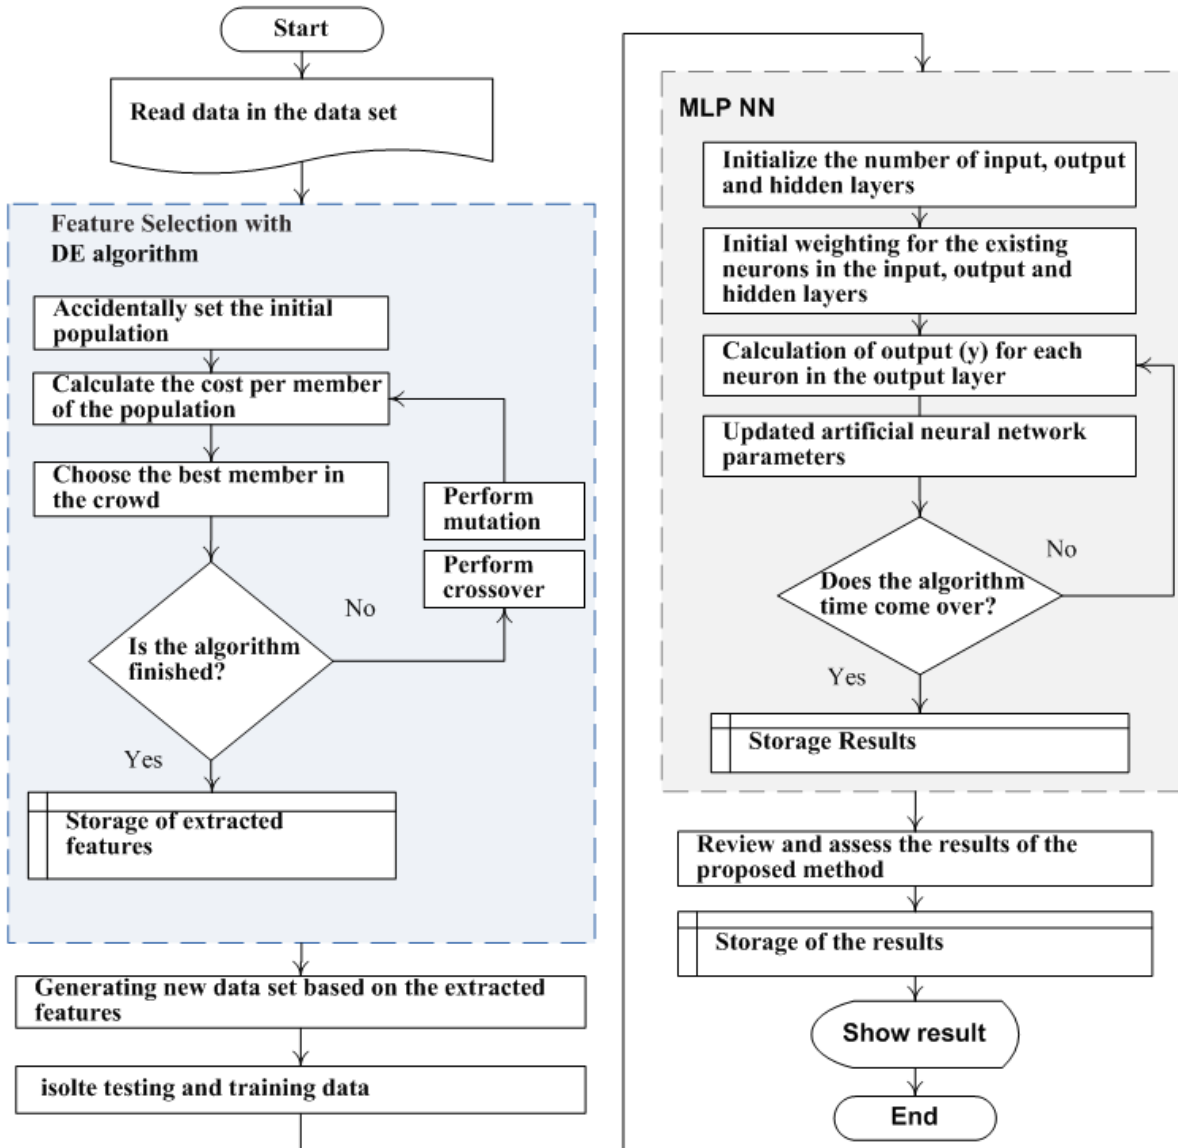 Start
Read data in the data set
Feature Selection with
DE algorithm
Accidentally set the initial
population
Calculate the cost per member
of the population
Choose the best member in
the crowd
Perform
mutation
Perform
crossover
No
Is the algorithm
finished?
Yes
Storage of extracted
features
Generating new data set based on the extracted
features
isolte testing and training data
MLP NN
Initialize the number of input, output
and hidden layers
Initial weighting for the existing
neurons in the input, output and
hidden layers
Calculation of output (y) for each
neuron in the output layer
Updated artificial neural network
parameters
No
Does the algorithm
time come over?
Yes
Storage Results
Review and assess the results of the
proposed method
Storage of the results
Show result
End